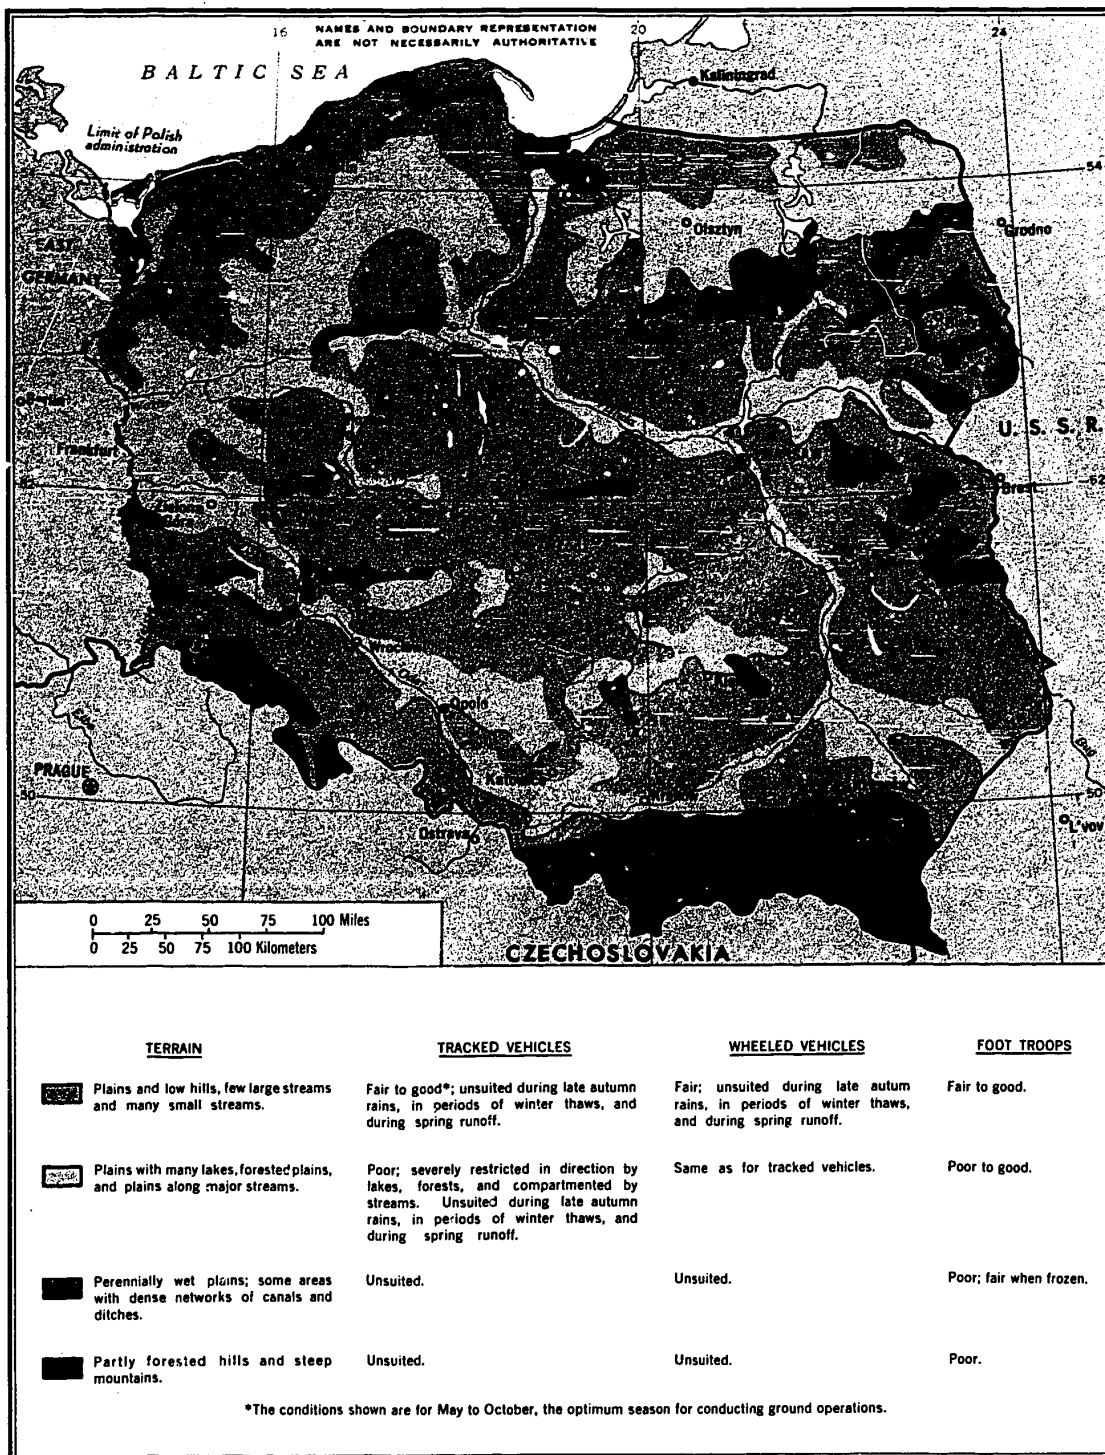 16
NAMES AND BOUNDARY REPRESENTATION
ARE NOT NECESSARILY AUTHORITATIVE
20
24
BALTIC SEA
Kaliningrad
Limit of Polish
administration
54
Olsztyn
Grodno
EAST
GERMANY
U. S. S. R.
Frankfurt
52
Brest
Opole
PRAGUE
50
50
Ostrava
L'vov
0 25 50 75 100 Miles
0 25 50 75 100 Kilometers
CZECHOSLOVAKIA
TERRAIN
TRACKED VEHICLES
WHEELED VEHICLES
FOOT TROOPS
Plains and low hills, few large streams
and many small streams.
Fair to good*; unsuited during late autumn
rains, in periods of winter thaws, and
during spring runoff.
Fair; unsuited during late autum
rains, in periods of winter thaws,
and during spring runoff.
Fair to good.
Plains with many lakes, forested plains,
and plains along major streams.
Poor; severely restricted in direction by
lakes, forests, and compartmented by
streams. Unsuited during late autumn
rains, in periods of winter thaws, and
during spring runoff.
Same as for tracked vehicles.
Poor to good.
Perennially wet plains; some areas
with dense networks of canals and
ditches.
Unsuited.
Unsuited.
Poor; fair when frozen.
Partly forested hills and steep
mountains.
Unsuited.
Unsuited.
Poor.
*The conditions shown are for May to October, the optimum season for conducting ground operations.